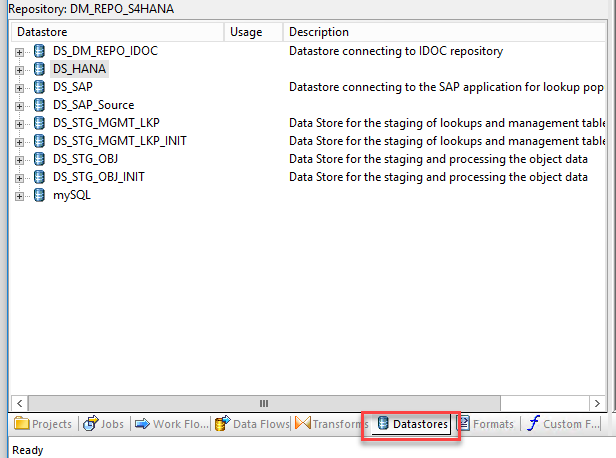 Repository: DM_REPO_S4HANA
Datastore Usage Description
DS_DM_REPO_IDOC Datastore connecting to IDOC repository
DS_HANA
DS_SAP Datastore connecting to the SAP application for lookup pop
DS_SAP_Source
DS_STG_MGMT_LKP Data Store for the staging of lookups and management table
DS_STG_MGMT_LKP_INIT Data Store for the staging of lookups and management table
DS_STG_OBJ Data Store for the staging and processing the object data
DS_STG_OBJ_INIT Data Store for the staging and processing the object data
mySQL
Projects Jobs Work Flo... Data Flows Transforms Datastores Formats Custom F...
Ready